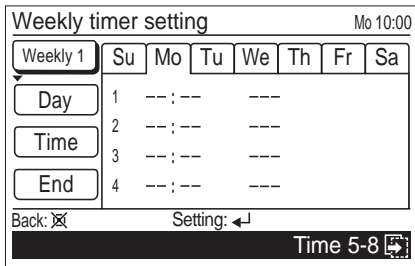 Weekly timer setting Mo 10:00
Weekly 1 Su Mo Tu We Th Fr Sa
Day 1 --:-- ---
2 --:-- ---
Time 3 --:-- ---
End 4 --:-- ---
Back: Setting:
Time 5-8